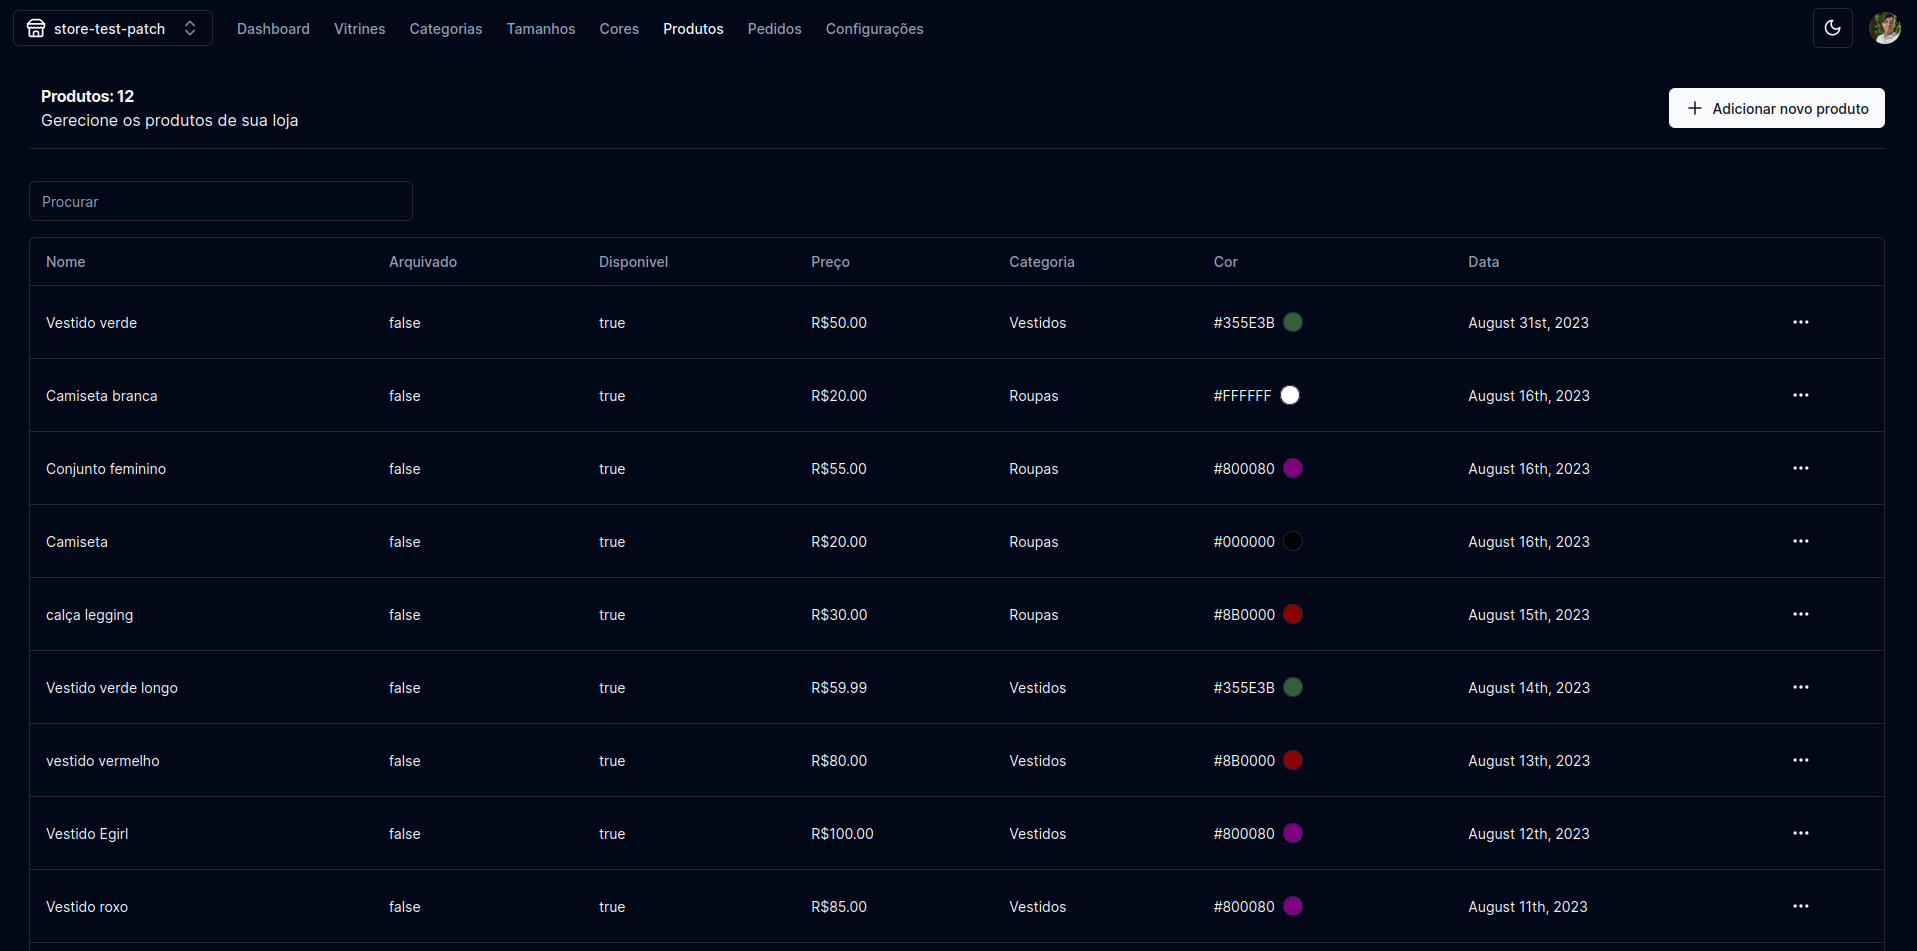 store-test-patch Dashboard Vitrines Categorias Tamanhos Cores Produtos Pedidos Configurações
Produtos: 12
Gerecione os produtos de sua loja
Adicionar novo produto
Procurar
Nome Arquivado Disponivel Preço Categoria Cor Data
Vestido verde false true R$50.00 Vestidos #355E3B August 31st, 2023
Camiseta branca false true R$20.00 Roupas #FFFFFF August 16th, 2023
Conjunto feminino false true R$55.00 Roupas #800080 August 16th, 2023
Camiseta false true R$20.00 Roupas #000000 August 16th, 2023
calça legging false true R$30.00 Roupas #8B0000 August 15th, 2023
Vestido verde longo false true R$59.99 Vestidos #355E3B August 14th, 2023
vestido vermelho false true R$80.00 Vestidos #8B0000 August 13th, 2023
Vestido Egirl false true R$100.00 Vestidos #800080 August 12th, 2023
Vestido roxo false true R$85.00 Vestidos #800080 August 11th, 2023